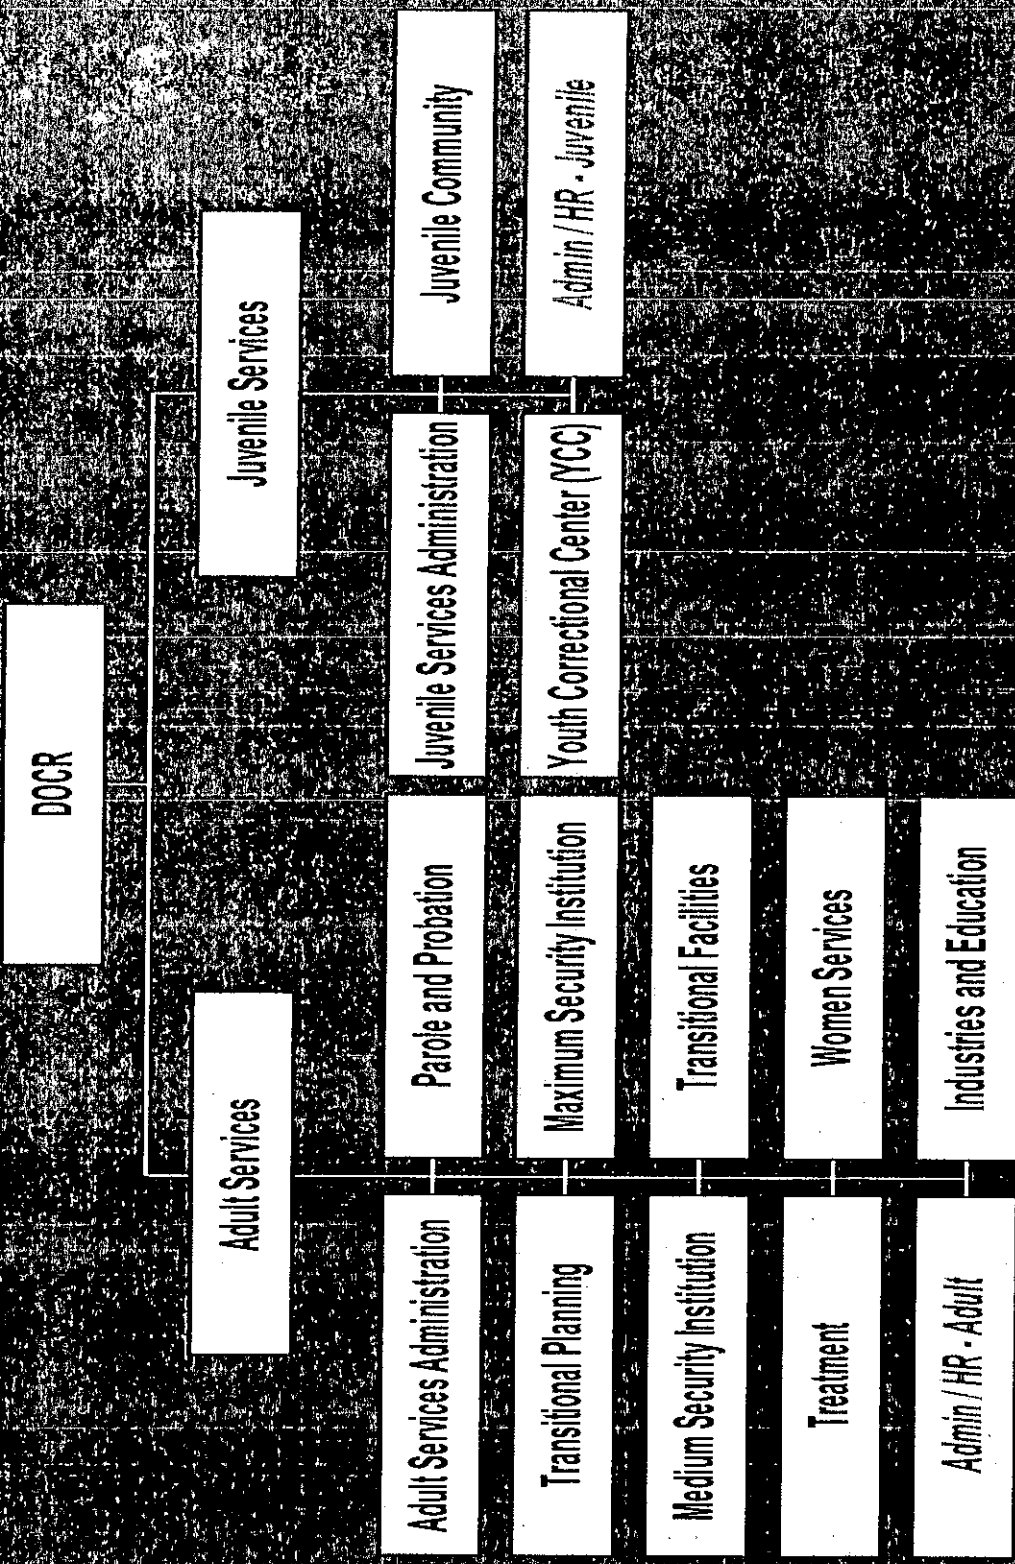 DOCR
Adult Services
Juvenile Services
Adult Services Administration
Parole and Probation
Juvenile Services Administration
Juvenile Community
Transitional Planning
Maximum Security Institution
Youth Correctional Center (YCC)
Admin / HR - Juvenile
Medium Security Institution
Transitional Facilities
Treatment
Women Services
Admin / HR - Adult
Industries and Education